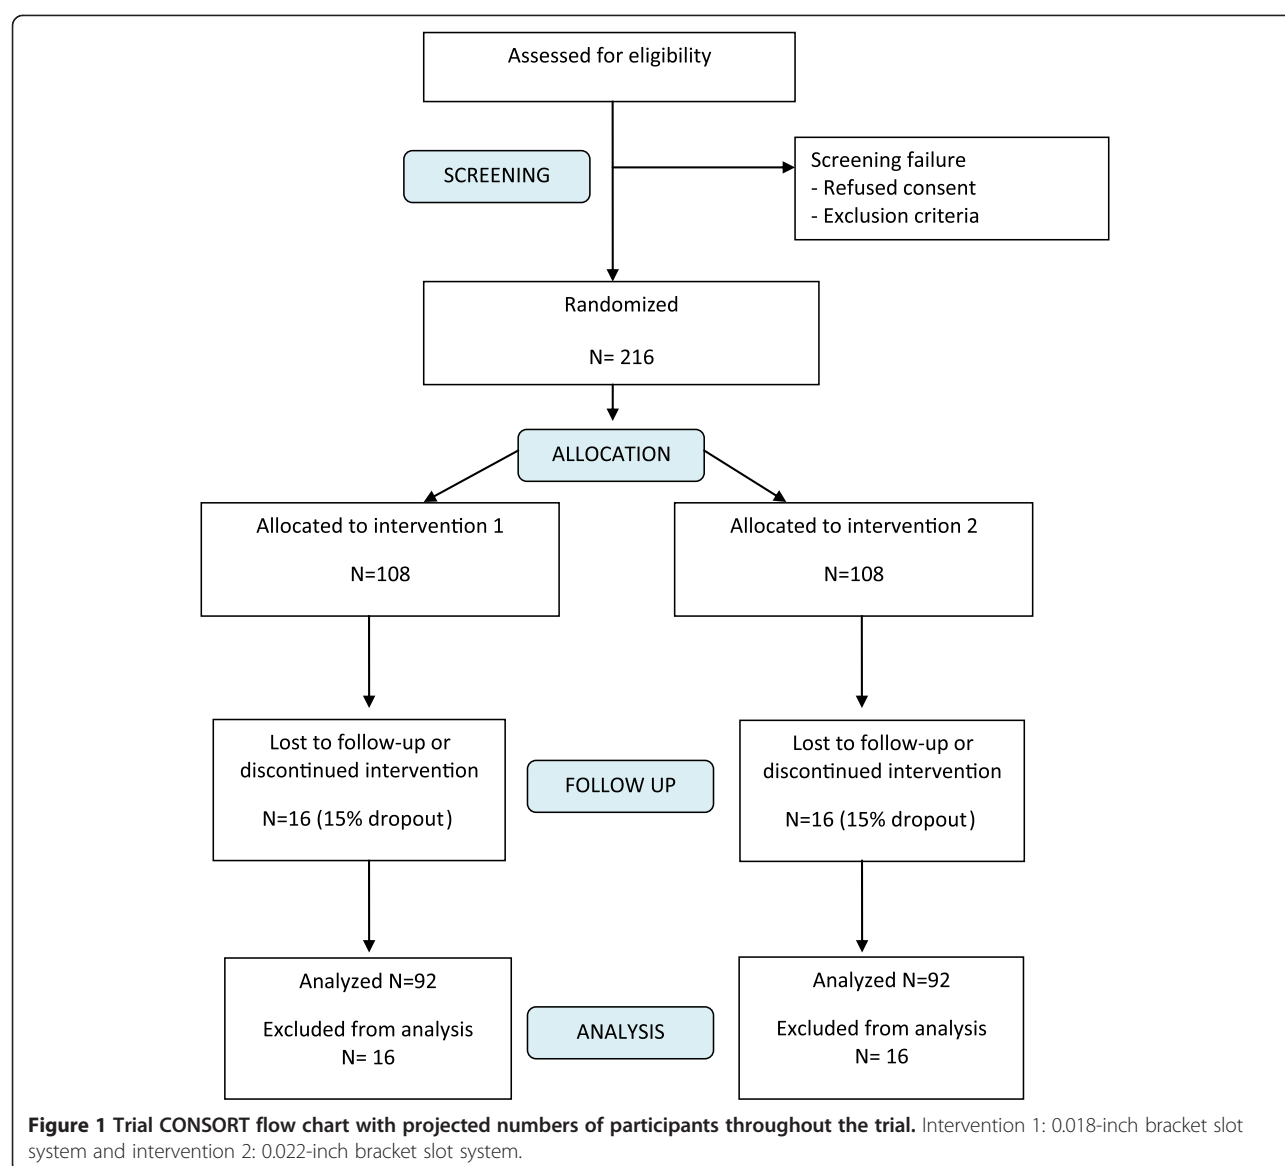 Assessed for eligibility
SCREENING
Screening failure
- Refused consent
- Exclusion criteria
Randomized
N= 216
ALLOCATION
Allocated to intervention 1
N=108
Allocated to intervention 2
N=108
Lost to follow-up or
discontinued intervention
N=16 (15% dropout)
FOLLOW UP
Lost to follow-up or
discontinued intervention
N=16 (15% dropout)
Analyzed N=92
Excluded from analysis
N= 16
ANALYSIS
Analyzed N=92
Excluded from analysis
N= 16
Figure 1 Trial CONSORT flow chart with projected numbers of participants throughout the trial. Intervention 1: 0.018-inch bracket slot
system and intervention 2: 0.022-inch bracket slot system.